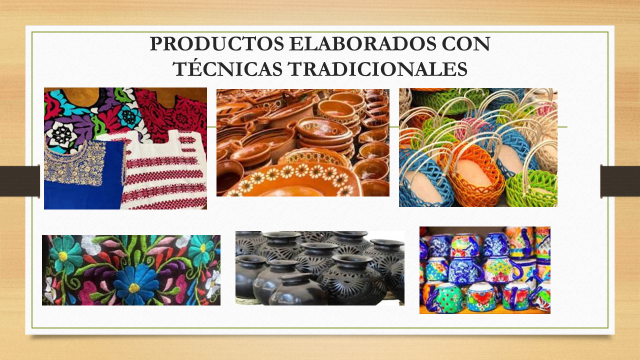 PRODUCTOS ELABORADOS CON
TÉCNICAS TRADICIONALES